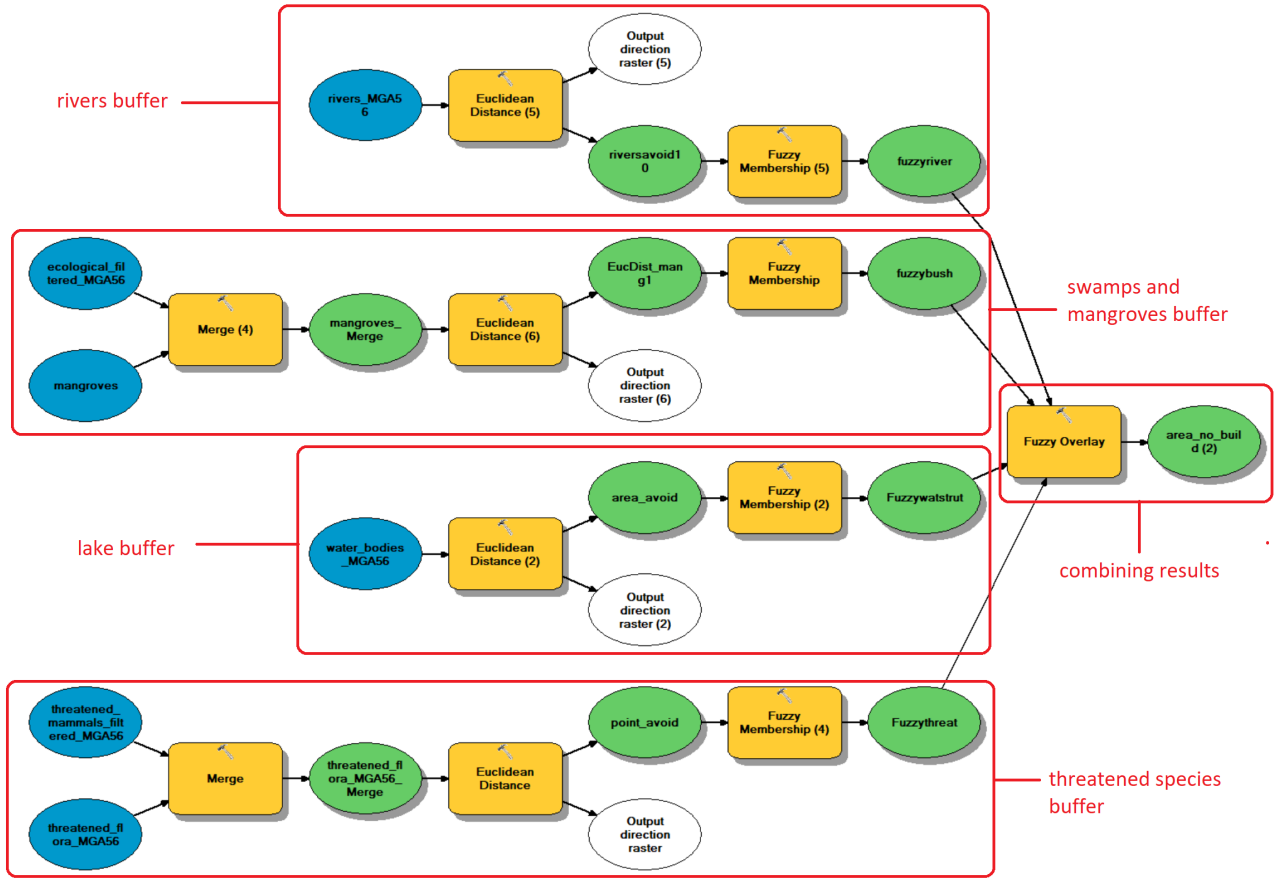 Output
direction
raster (5)
rivers buffer
rivers_MGA5
6
Euclidean
Distance (5)
riversavoid1
0
Fuzzy
Membership (5)
fuzzyriver
ecological_fil
tered_MGA56
Merge (4)
mangroves
mangroves_
Merge
Euclidean
Distance (6)
EucDist_man
g1
Fuzzy
Membership
fuzzybush
Output
direction
raster (6)
swamps and
mangroves buffer
Fuzzy Overlay
area_no_buil
d (2)
combining results
lake buffer
water_bodies
_MGA56
Euclidean
Distance (2)
area_avoid
Fuzzy
Membership (2)
Fuzzywatstrut
Output
direction
raster (2)
threatened_
mammals_filt
ered_MGA56
threatened_fl
ora_MGA56
Merge
threatened_fl
ora_MGA56_
Merge
Euclidean
Distance
point_avoid
Fuzzy
Membership (4)
Fuzzythreat
Output
direction
raster
threatened species
buffer